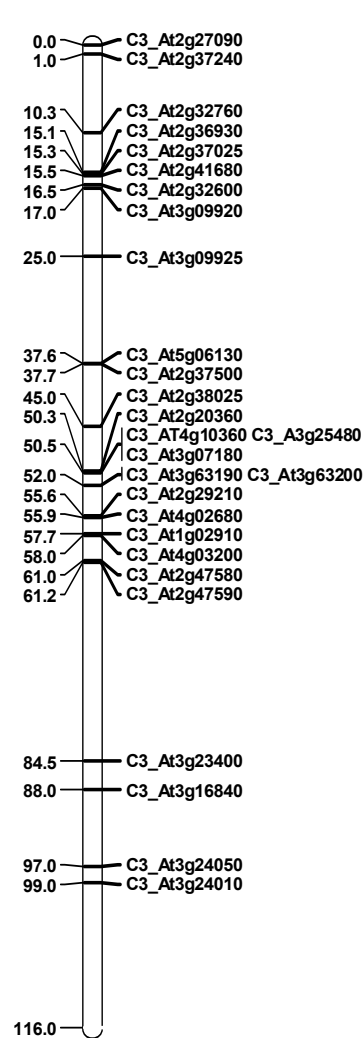 0.0 C3_At2g27090
1.0 C3_At2g37240
10.3 C3_At2g32760
15.1 C3_At2g36930
15.3 C3_At2g37025
15.5 C3_At2g41680
16.5 C3_At2g32600
17.0 C3_At3g09920
25.0 C3_At3g09925
37.6 C3_At5g06130
37.7 C3_At2g37500
45.0 C3_At2g38025
50.3 C3_At2g20360
C3_AT4g10360 C3_A3g25480
50.5 C3_At3g07180
52.0 C3_At3g63190 C3_At3g63200
55.6 C3_At2g29210
55.9 C3_At4g02680
57.7 C3_At1g02910
58.0 C3_At4g03200
61.0 C3_At2g47580
61.2 C3_At2g47590
84.5 C3_At3g23400
88.0 C3_At3g16840
97.0 C3_At3g24050
99.0 C3_At3g24010
116.0